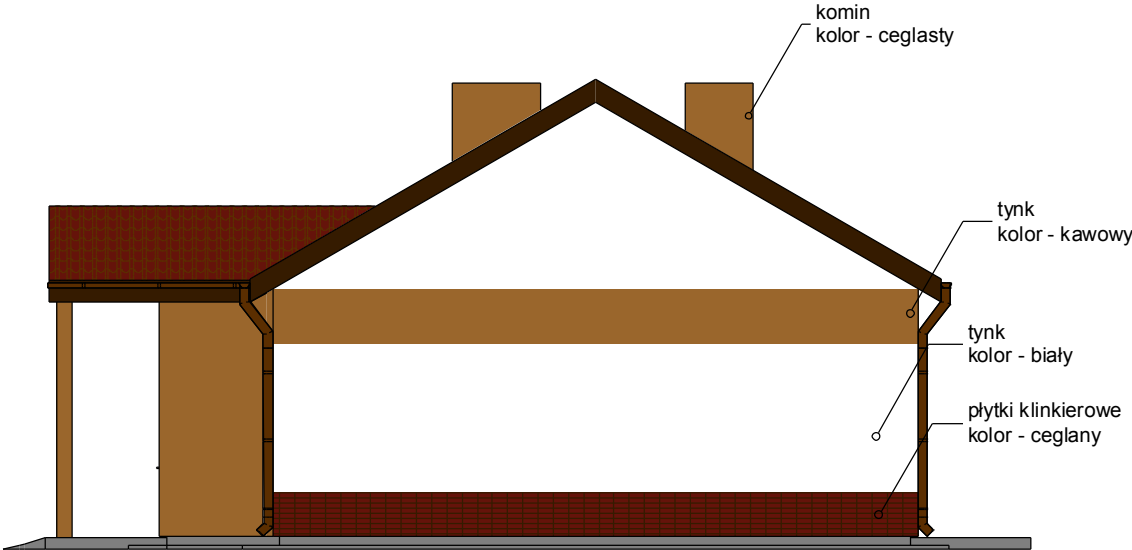 komin
kolor - ceglasty
tynk
kolor - kawowy
tynk
kolor - biały
płytki klinkierowe
kolor - ceglany